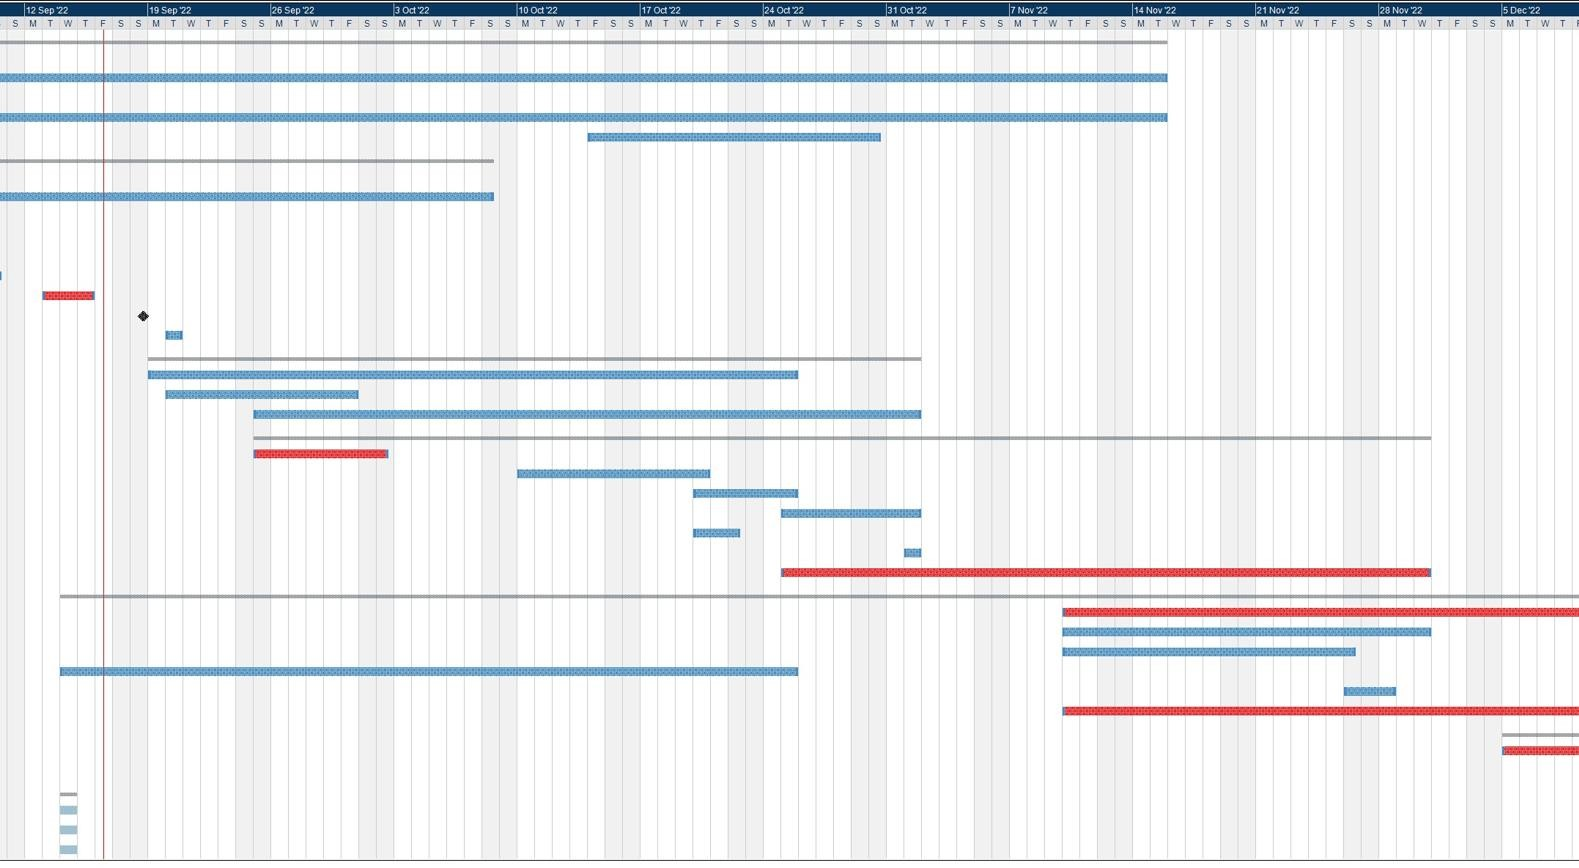 12 Sep '22 19 Sep '22 26 Sep '22 3 Oct '22 10 Oct '22 17 Oct '22 24 Oct '22 31 Oct '22 7 Nov '22 14 Nov '22 21 Nov '22 28 Nov '22 5 Dec '22
S M T W T F S S M T W T F S S M T W T F S S M T W T F S S M T W T F S S M T W T F S S M T W T F S S M T W T F S S M T W T F S S M T W T F S S M T W T F S S M T W T F S S M T W T